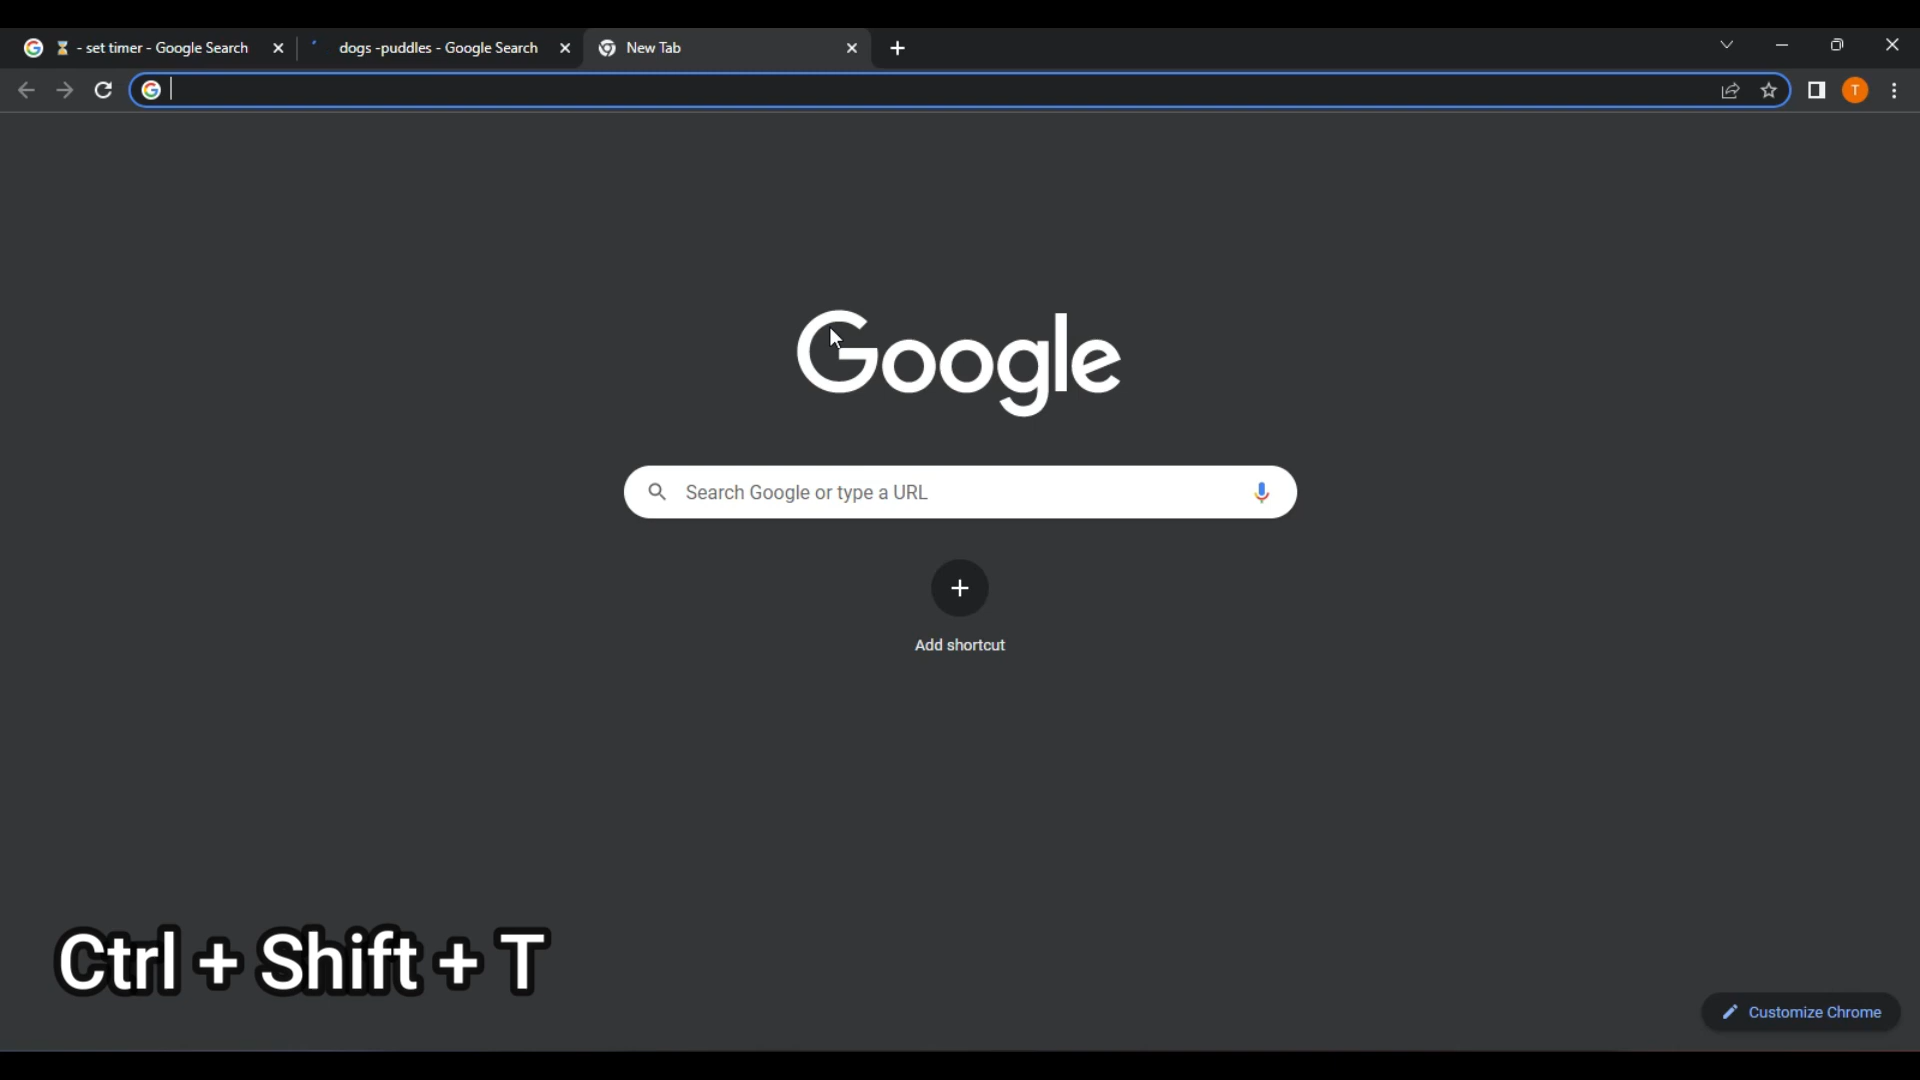 ⌛ - set timer - Google Search
dogs -puddles - Google Search
New Tab
T
Google
Search Google or type a URL
Add shortcut
Ctrl + Shift + T
Customize Chrome